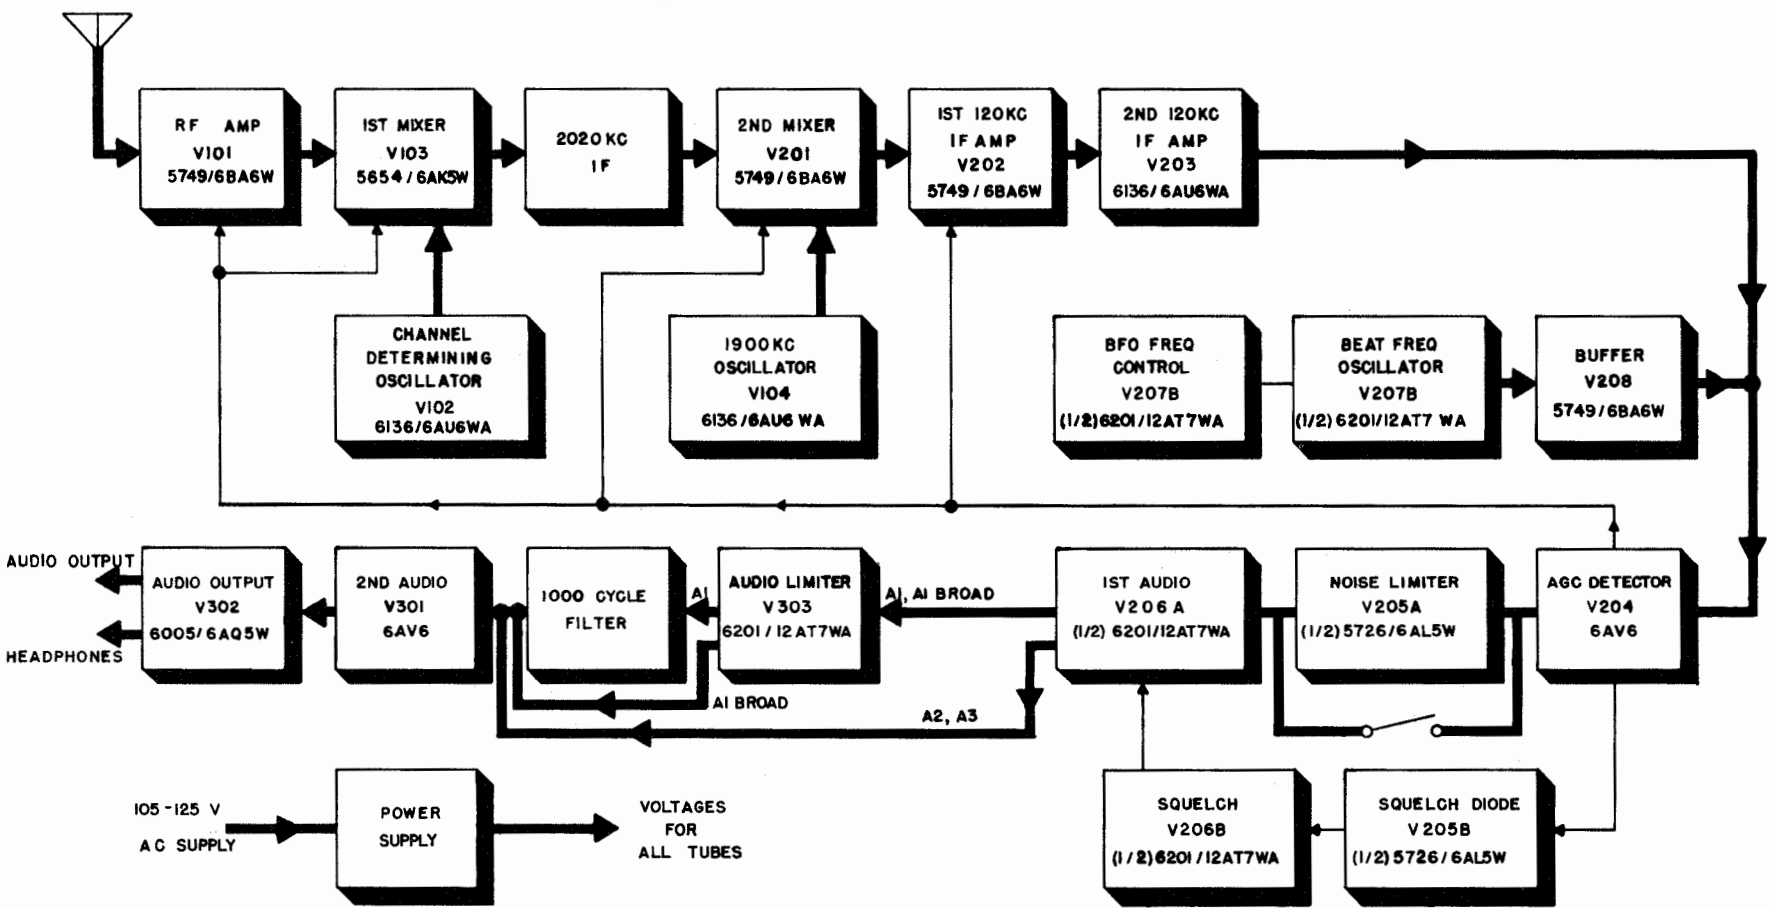 RF AMP
V101
5749/6BA6W
1ST MIXER
V103
5654/6AK5W
2020KC
IF
2ND MIXER
V201
5749/6BA6W
1ST 120KC
IF AMP
V202
5749/6BA6W
2ND 120KC
IF AMP
V203
6136/6AU6WA
CHANNEL
DETERMINING
OSCILLATOR
V102
6136/6AU6WA
1900KC
OSCILLATOR
V104
6136/6AU6 WA
BFO FREQ
CONTROL
V207B
(1/2)6201/12AT7WA
BEAT FREQ
OSCILLATOR
V207B
(1/2)6201/12AT7 WA
BUFFER
V208
5749/6BA6W
AUDIO OUTPUT
HEADPHONES
AUDIO OUTPUT
V302
6005/6AQ5W
2ND AUDIO
V301
6AV6
1000 CYCLE
FILTER
A1
AUDIO LIMITER
V303
6201/12AT7WA
A1, A1 BROAD
1ST AUDIO
V206A
(1/2) 6201/12AT7WA
NOISE LIMITER
V205A
(1/2)5726/6AL5W
AGC DETECTOR
V204
6AV6
A1 BROAD
A2, A3
105-125 V
AC SUPPLY
POWER
SUPPLY
VOLTAGES
FOR
ALL TUBES
SQUELCH
V206B
(1/2)6201/12AT7WA
SQUELCH DIODE
V205B
(1/2)5726/6AL5W